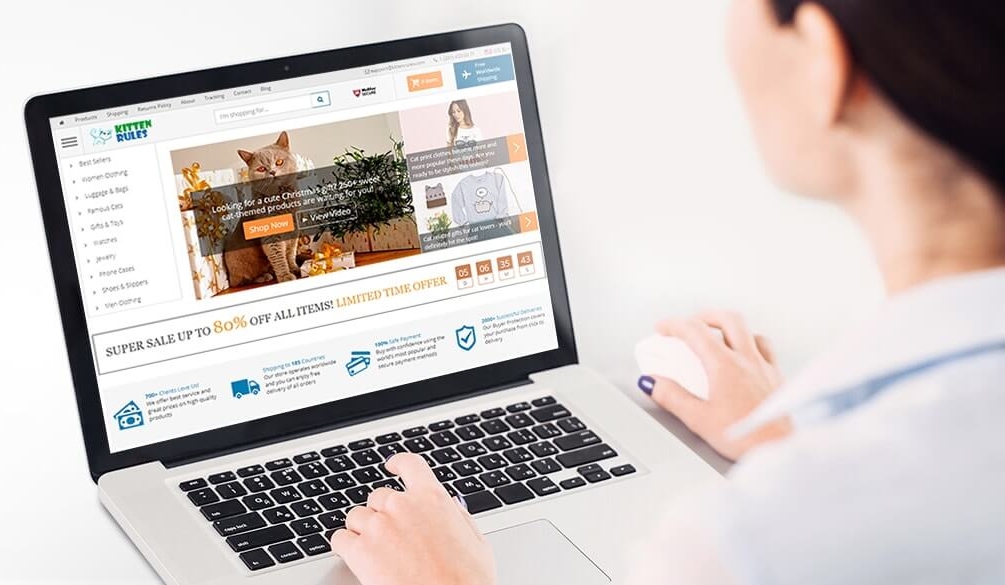 Products
Shipping
Returns Policy
About
Tracking
Contact
Blog
KITTEN
RULES
I'm shopping for...
McAfee
SECURE
Free
Worldwide
Shipping
Best Sellers
Women-Clothing
Luggage & Bags
Famous Cats
Gifts & Toys
Watches
Jewelry
Phone Cases
Shoes & Slippers
Men-Clothing
Looking for a cute Christmas gift? 250+ sweet
cat-themed products are waiting for you!
Shop Now
View Video
Cat print clothes become more and
more popular these days. Are you
ready to be stylish this season?
Cat related gifts for cat lovers - you'll
definitely hit the spot!
SUPER SALE UP TO 80% OFF ALL ITEMS! LIMITED TIME OFFER
05 06 35 43
D H M S
700+ Clients Love Us!
We offer best service and
great prices on high quality
products
Shipping to 185 Countries
Our store operates worldwide
and you can enjoy free
delivery of all orders
100% Safe Payment
Buy with confidence using the
world's most popular and
secure payment methods
2000+ Successful Deliveries
Our Buyer Protection covers
your purchase from click to
delivery
caps lock
control
option